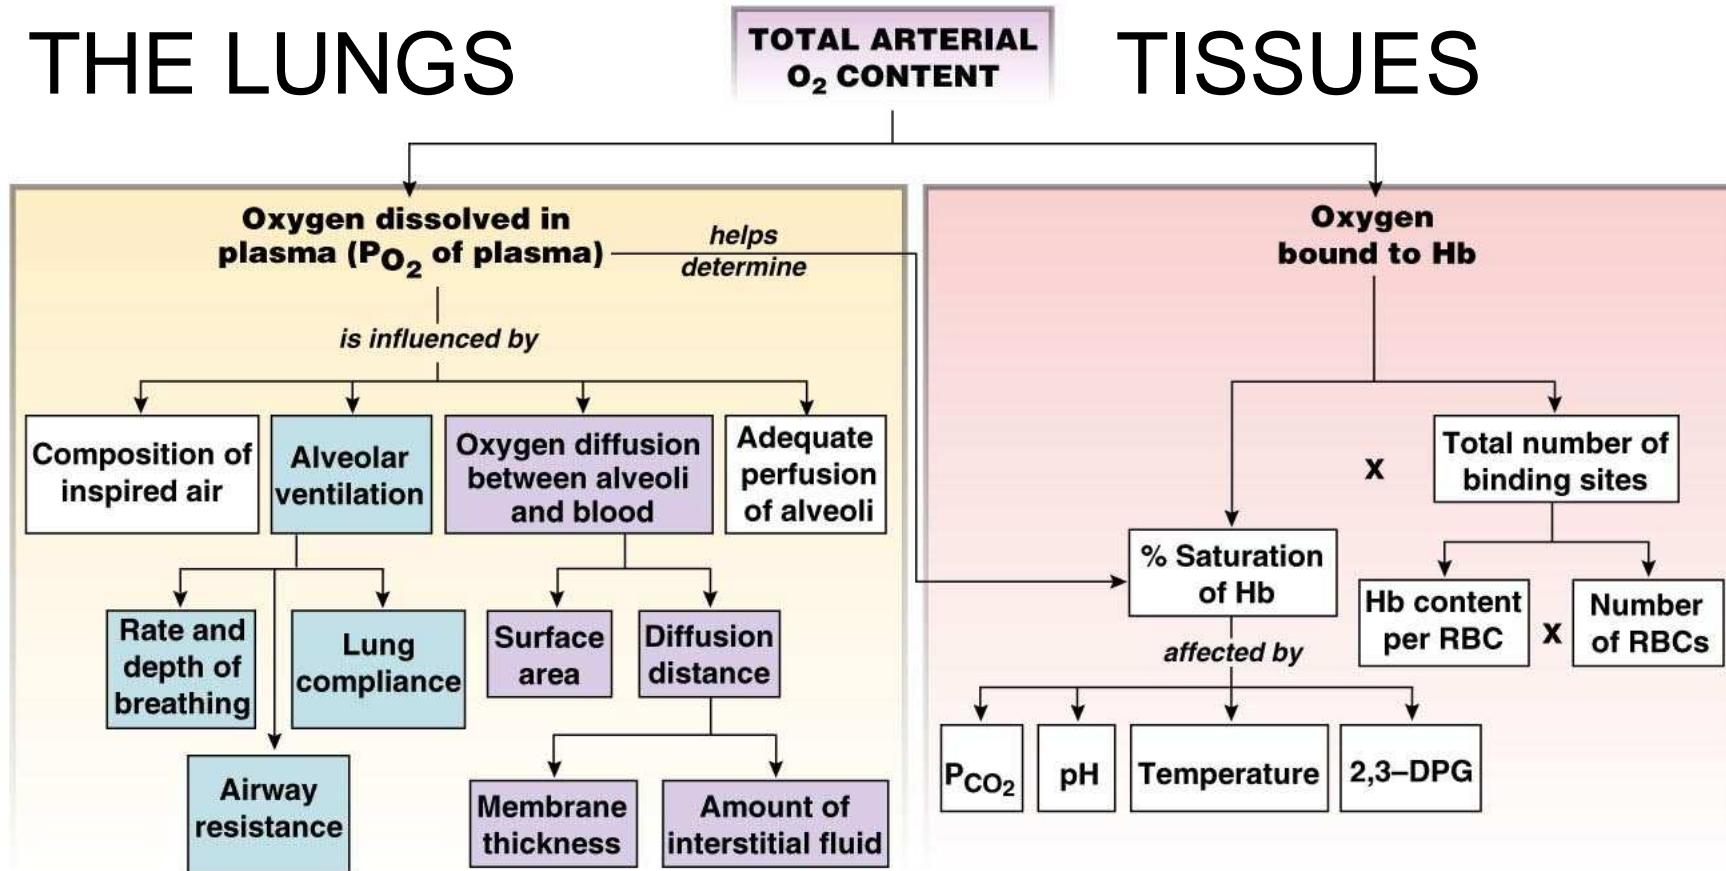 THE LUNGS
TOTAL ARTERIAL
O₂ CONTENT
TISSUES
Oxygen dissolved in
plasma (PO₂ of plasma)
helps
determine
is influenced by
Composition of
inspired air
Alveolar
ventilation
Oxygen diffusion
between alveoli
and blood
Adequate
perfusion
of alveoli
Rate and
depth of
breathing
Lung
compliance
Airway
resistance
Surface
area
Diffusion
distance
Membrane
thickness
Amount of
interstitial fluid
Oxygen
bound to Hb
x
Total number of
binding sites
% Saturation
of Hb
Hb content
per RBC
x
Number
of RBCs
affected by
PCO₂
pH
Temperature
2,3–DPG